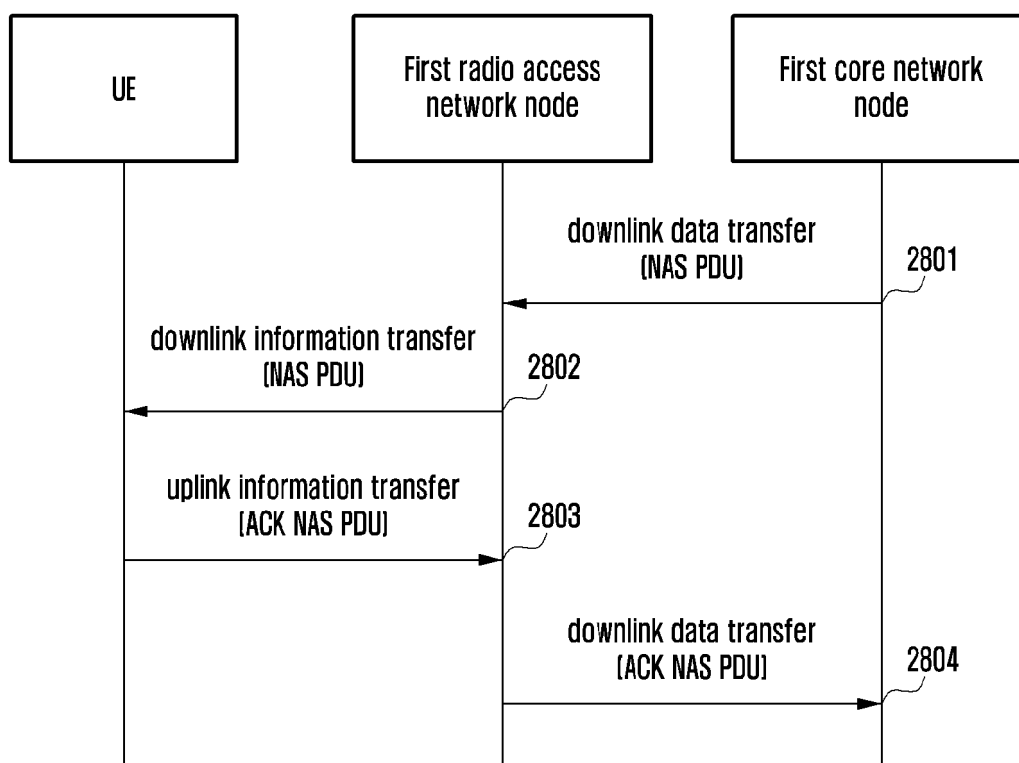 UE
First radio access
network node
First core network
node
downlink data transfer
(NAS PDU)
2801
downlink information transfer
(NAS PDU)
2802
uplink information transfer
(ACK NAS PDU)
2803
downlink data transfer
(ACK NAS PDU)
2804